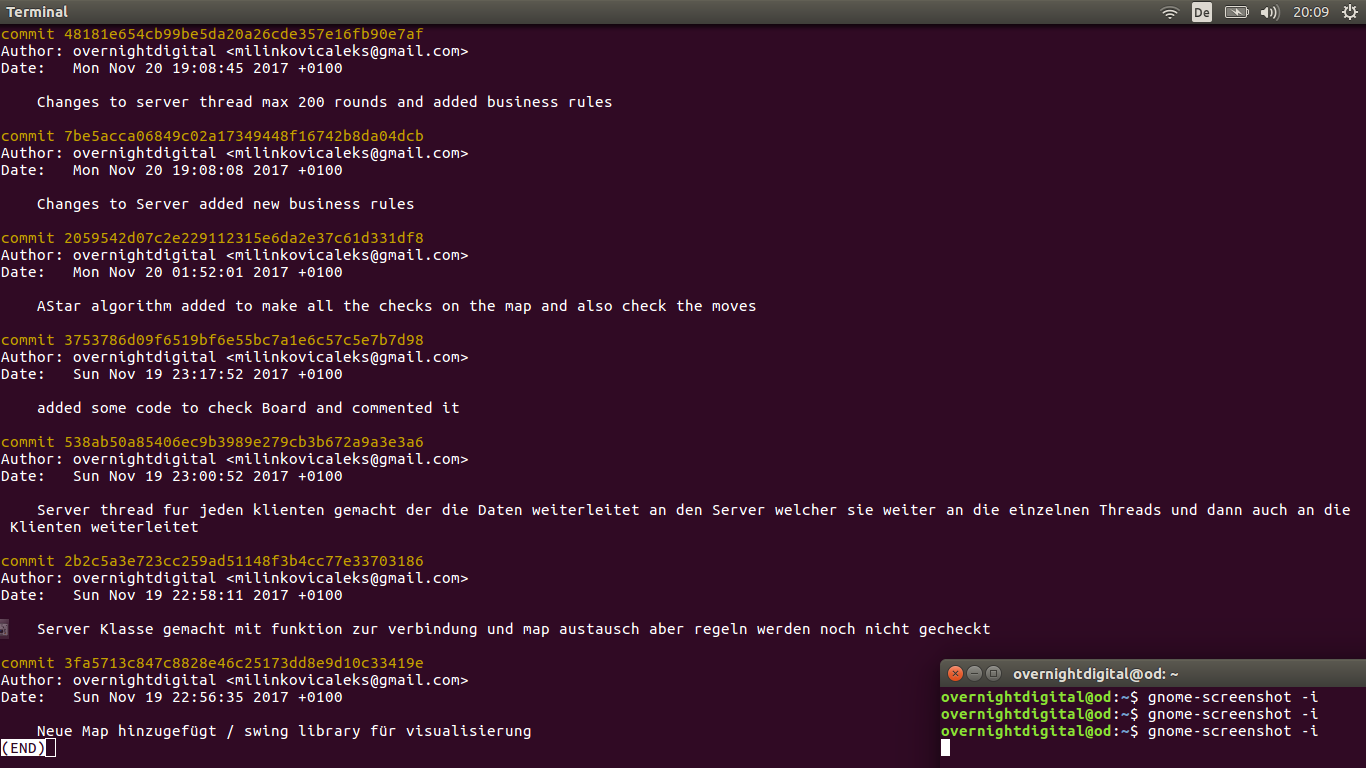 Terminal
De
20:09
commit 48181e654cb99be5da20a26cde357e16fb90e7af
Author: overnightdigital <milinkovicaleks@gmail.com>
Date:   Mon Nov 20 19:08:45 2017 +0100
Changes to server thread max 200 rounds and added business rules
commit 7be5acca06849c02a17349448f16742b8da04dcb
Author: overnightdigital <milinkovicaleks@gmail.com>
Date:   Mon Nov 20 19:08:08 2017 +0100
Changes to Server added new business rules
commit 2059542d07c2e229112315e6da2e37c61d331df8
Author: overnightdigital <milinkovicaleks@gmail.com>
Date:   Mon Nov 20 01:52:01 2017 +0100
AStar algorithm added to make all the checks on the map and also check the moves
commit 3753786d09f6519bf6e55bc7a1e6c57c5e7b7d98
Author: overnightdigital <milinkovicaleks@gmail.com>
Date:   Sun Nov 19 23:17:52 2017 +0100
added some code to check Board and commented it
commit 538ab50a85406ec9b3989e279cb3b672a9a3e3a6
Author: overnightdigital <milinkovicaleks@gmail.com>
Date:   Sun Nov 19 23:00:52 2017 +0100
Server thread fur jeden klienten gemacht der die Daten weiterleitet an den Server welcher sie weiter an die einzelnen Threads und dann auch an die
Klienten weiterleitet
commit 2b2c5a3e723cc259ad51148f3b4cc77e33703186
Author: overnightdigital <milinkovicaleks@gmail.com>
Date:   Sun Nov 19 22:58:11 2017 +0100
Server Klasse gemacht mit funktion zur verbindung und map austausch aber regeln werden noch nicht gecheckt
commit 3fa5713c847c8828e46c25173dd8e9d10c33419e
Author: overnightdigital <milinkovicaleks@gmail.com>
Date:   Sun Nov 19 22:56:35 2017 +0100
Neue Map hinzugefügt / swing library für visualisierung
(END)
overnightdigital@od: ~
overnightdigital@od:~$ gnome-screenshot -i
overnightdigital@od:~$ gnome-screenshot -i
overnightdigital@od:~$ gnome-screenshot -i